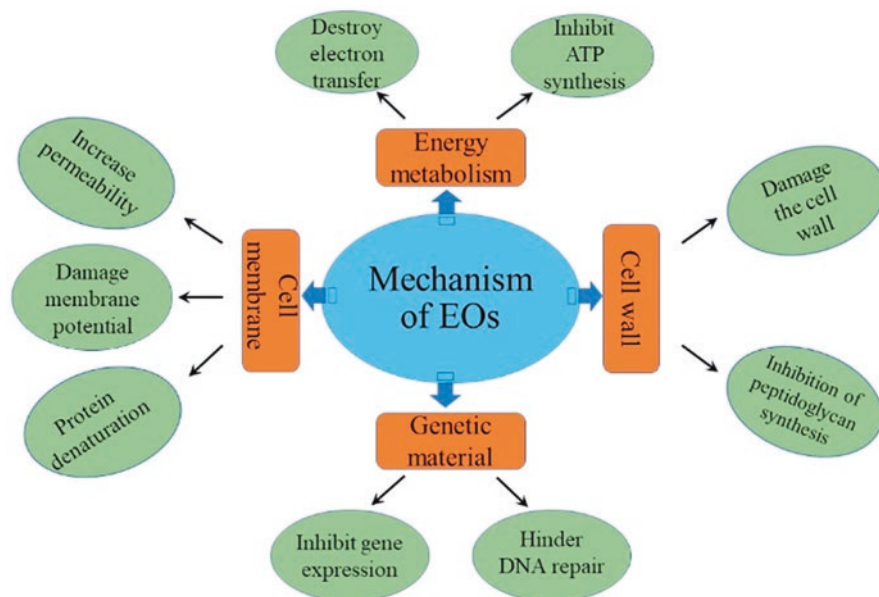 Destroy
electron
transfer
Inhibit
ATP
synthesis
Energy
metabolism
Increase
permeability
Damage
membrane
potential
Protein
denaturation
Cell
membrane
Mechanism
of EOs
Cell wall
Damage
the cell
wall
Inhibition of
peptidoglycan
synthesis
Genetic
material
Inhibit gene
expression
Hinder
DNA repair